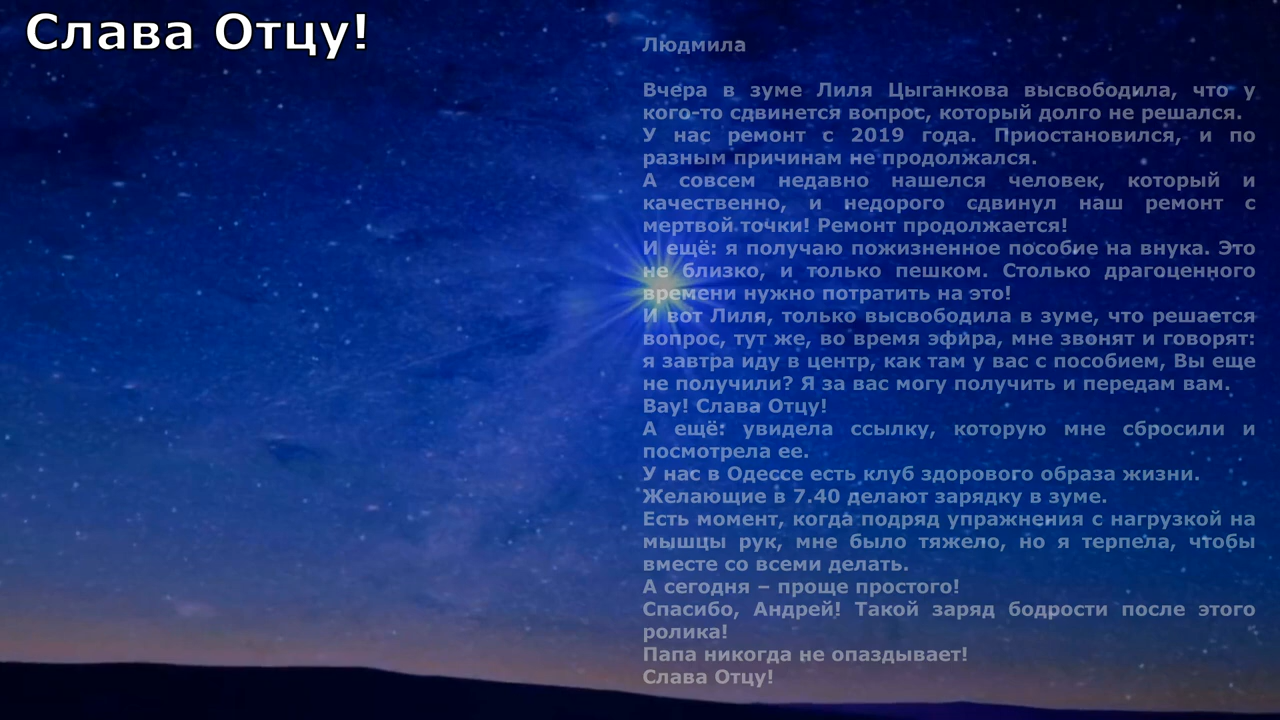 Слава Отцу!
Людмила
Вчера в зуме Лиля Цыганкова высвободила, что у
кого-то сдвинется вопрос, который долго не решался.
У нас ремонт с 2019 года. Приостановился, и по
разным причинам не продолжался.
А совсем недавно нашелся человек, который и
качественно, и недорого сдвинул наш ремонт с
мертвой точки! Ремонт продолжается!
И ещё: я получаю пожизненное пособие на внука. Это
не близко, и только пешком. Столько драгоценного
времени нужно потратить на это!
И вот Лиля, только высвободила в зуме, что решается
вопрос, тут же, во время эфира, мне звонят и говорят:
я завтра иду в центр, как там у вас с пособием, Вы еще
не получили? Я за вас могу получить и передам вам.
Вау! Слава Отцу!
А ещё: увидела ссылку, которую мне сбросили и
посмотрела ее.
У нас в Одессе есть клуб здорового образа жизни.
Желающие в 7.40 делают зарядку в зуме.
Есть момент, когда подряд упражнения с нагрузкой на
мышцы рук, мне было тяжело, но я терпела, чтобы
вместе со всеми делать.
А сегодня – проще простого!
Спасибо, Андрей! Такой заряд бодрости после этого
ролика!
Папа никогда не опаздывает!
Слава Отцу!